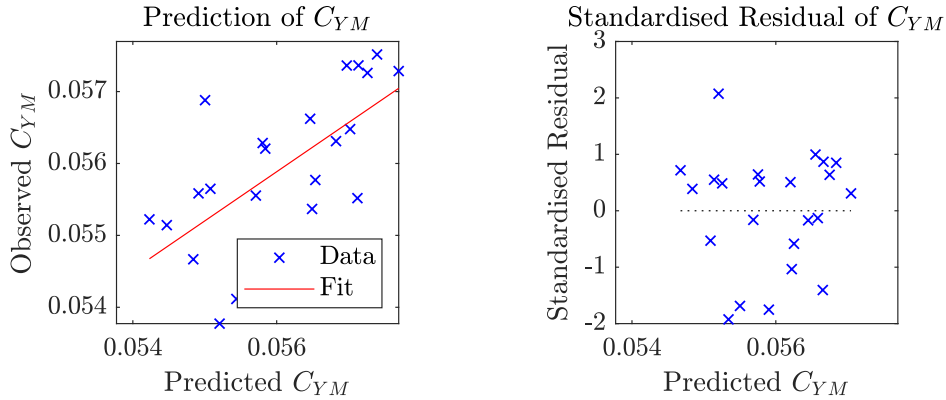 Prediction of C_{YM}
Observed C_{YM}
0.057
0.056
0.055
0.054
Data
Fit
0.054 0.056
Predicted C_{YM}
Standardised Residual of C_{YM}
Standardised Residual
3
2
1
0
-1
-2
0.054 0.056
Predicted C_{YM}